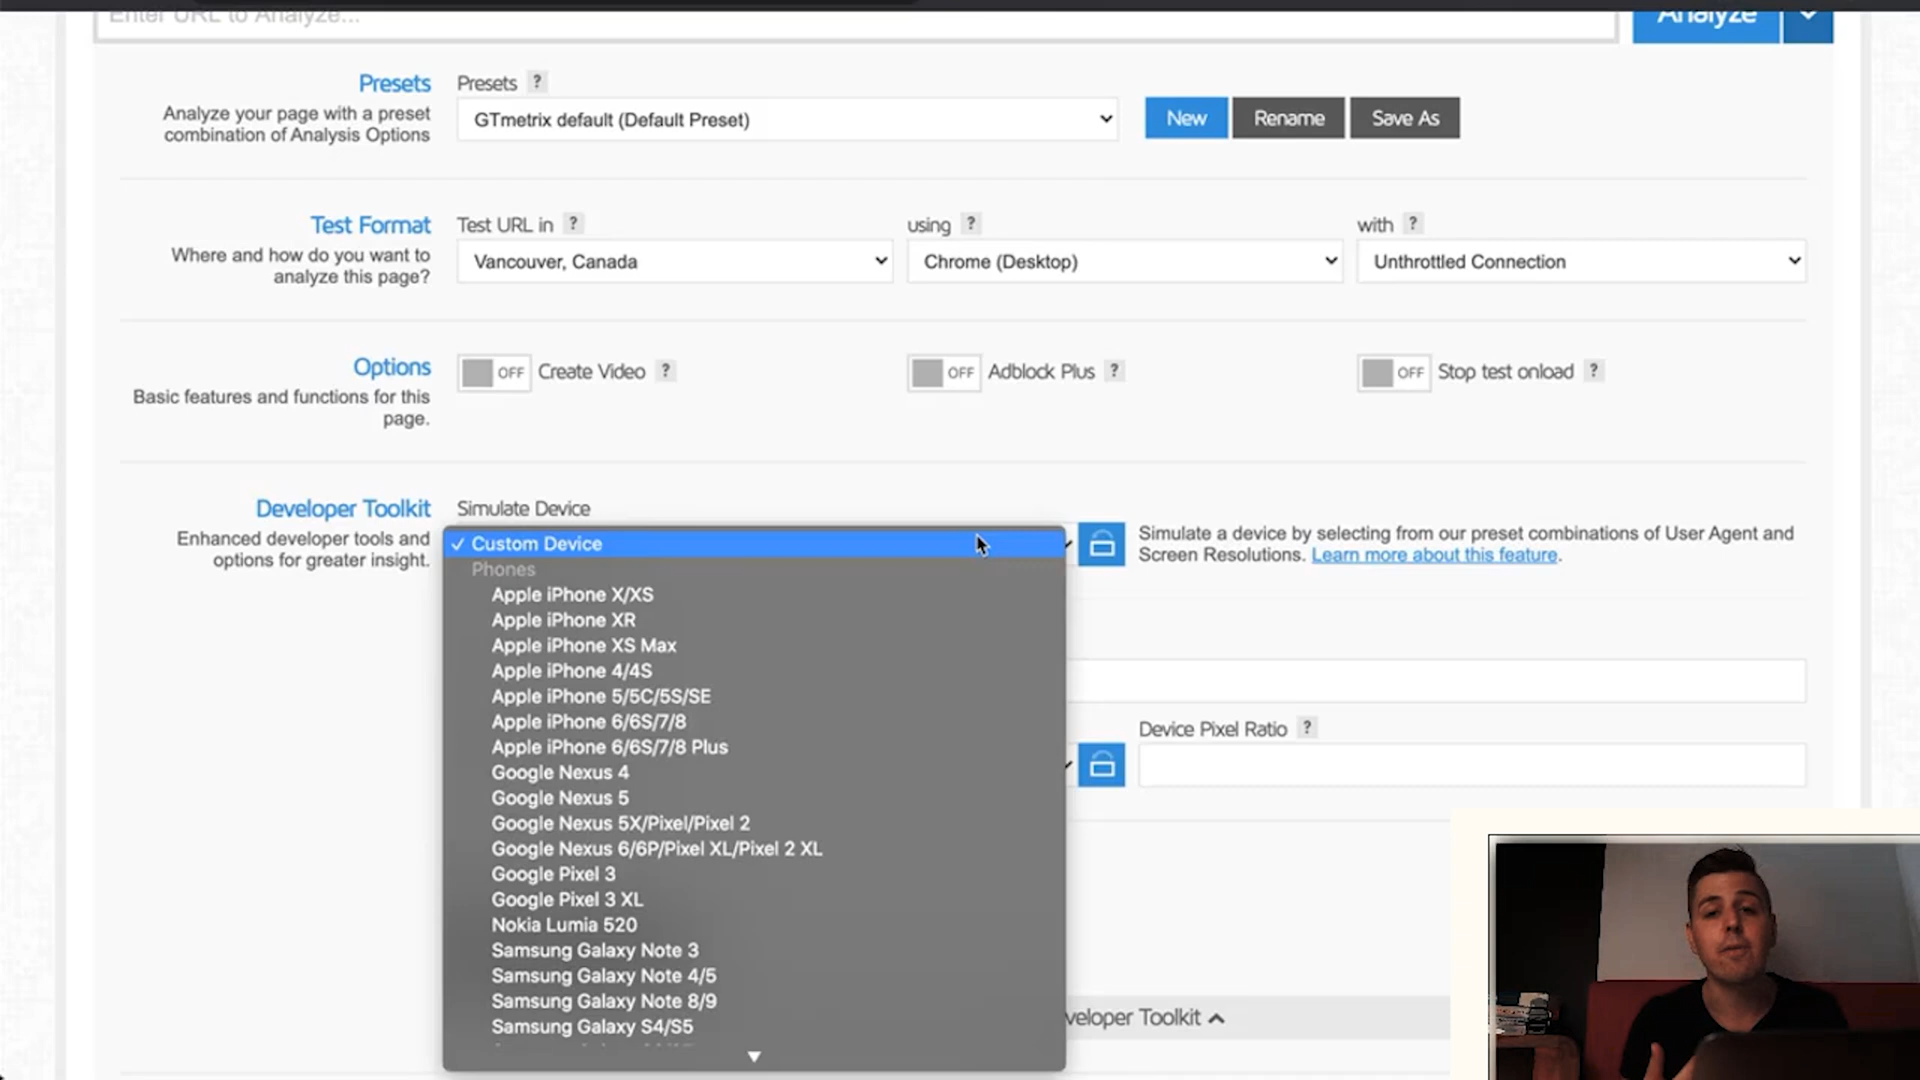 Enter URL to Analyze...
Analyze
Presets
Analyze your page with a preset
combination of Analysis Options
Presets ?
GTmetrix default (Default Preset)
New
Rename
Save As
Test Format
Where and how do you want to
analyze this page?
Test URL in ?
Vancouver, Canada
using ?
Chrome (Desktop)
with ?
Unthrottled Connection
Options
Basic features and functions for this
page.
OFF Create Video ?
OFF Adblock Plus ?
OFF Stop test onload ?
Developer Toolkit
Enhanced developer tools and
options for greater insight.
Simulate Device
✓ Custom Device
Phones
Apple iPhone X/XS
Apple iPhone XR
Apple iPhone XS Max
Apple iPhone 4/4S
Apple iPhone 5/5C/5S/SE
Apple iPhone 6/6S/7/8
Apple iPhone 6/6S/7/8 Plus
Google Nexus 4
Google Nexus 5
Google Nexus 5X/Pixel/Pixel 2
Google Nexus 6/6P/Pixel XL/Pixel 2 XL
Google Pixel 3
Google Pixel 3 XL
Nokia Lumia 520
Samsung Galaxy Note 3
Samsung Galaxy Note 4/5
Samsung Galaxy Note 8/9
Samsung Galaxy S4/S5
Simulate a device by selecting from our preset combinations of User Agent and
Screen Resolutions. Learn more about this feature.
Device Pixel Ratio ?
veloper Toolkit